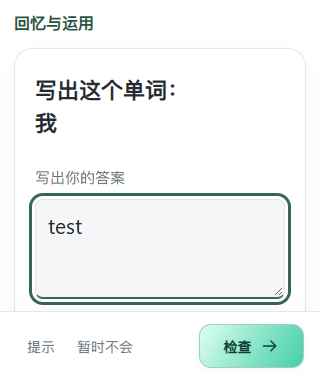 回忆与运用
写出这个单词：
我
写出你的答案
test
提示 暂时不会 检查 →